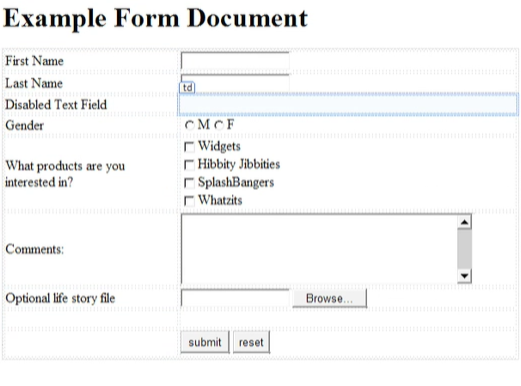 Example Form Document
First Name
Last Name
td
Disabled Text Field
Gender
M F
What products are you
interested in?
Widgets
Hibbity Jibbities
SplashBangers
Whatzits
Comments:
Optional life story file
Browse...
submit reset